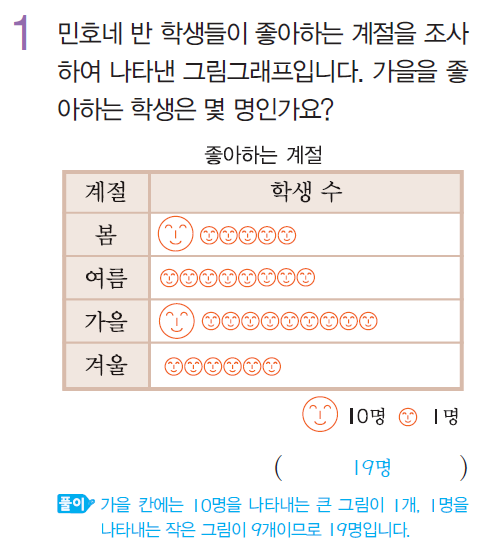 1 민호네 반 학생들이 좋아하는 계절을 조사
하여 나타낸 그림그래프입니다. 가을을 좋
아하는 학생은 몇 명인가요?
좋아하는 계절
계절 학생 수
봄
여름
가을
겨울
10명 1명
( 19명 )
풀이 가을 칸에는 10명을 나타내는 큰 그림이 1개, 1명을
나타내는 작은 그림이 9개이므로 19명입니다.